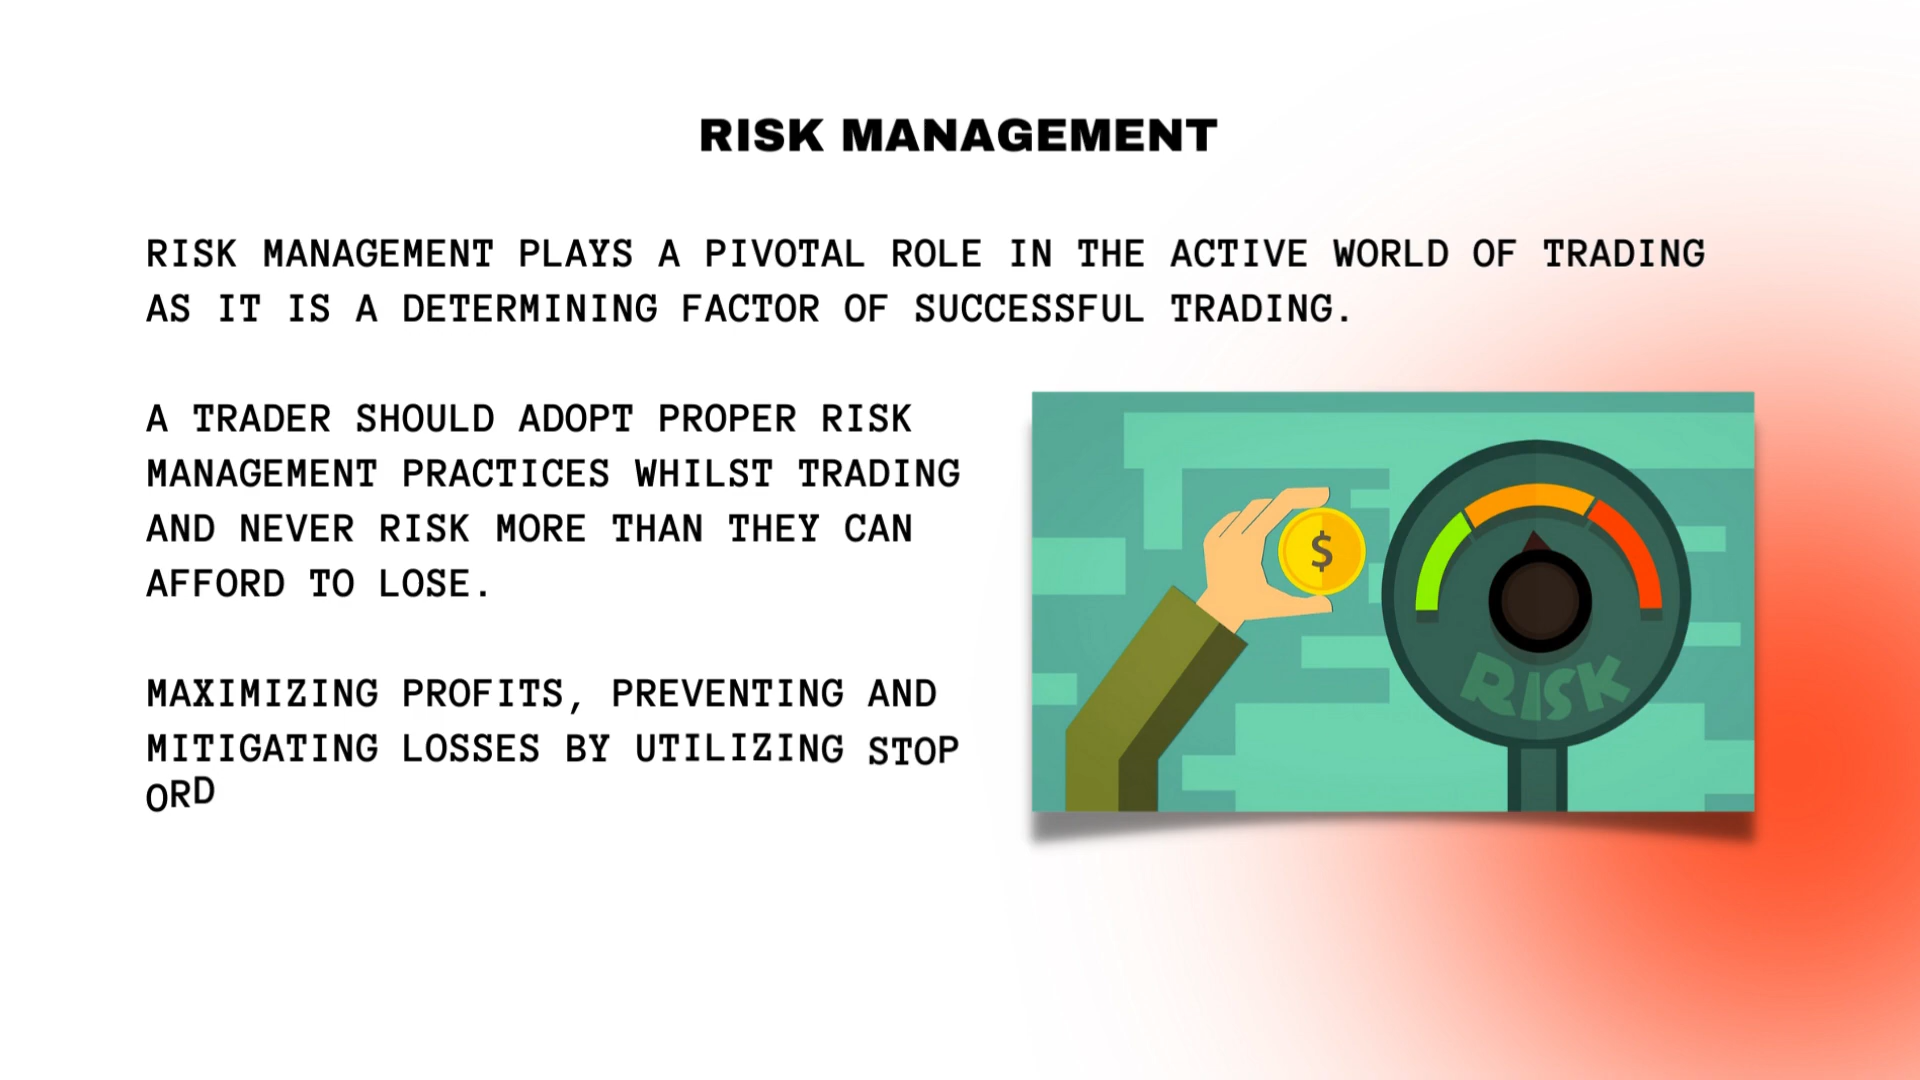 RISK MANAGEMENT
RISK MANAGEMENT PLAYS A PIVOTAL ROLE IN THE ACTIVE WORLD OF TRADING
AS IT IS A DETERMINING FACTOR OF SUCCESSFUL TRADING.
A TRADER SHOULD ADOPT PROPER RISK
MANAGEMENT PRACTICES WHILST TRADING
AND NEVER RISK MORE THAN THEY CAN
AFFORD TO LOSE.
MAXIMIZING PROFITS, PREVENTING AND
MITIGATING LOSSES BY UTILIZING STOP
ORD
$
RISK